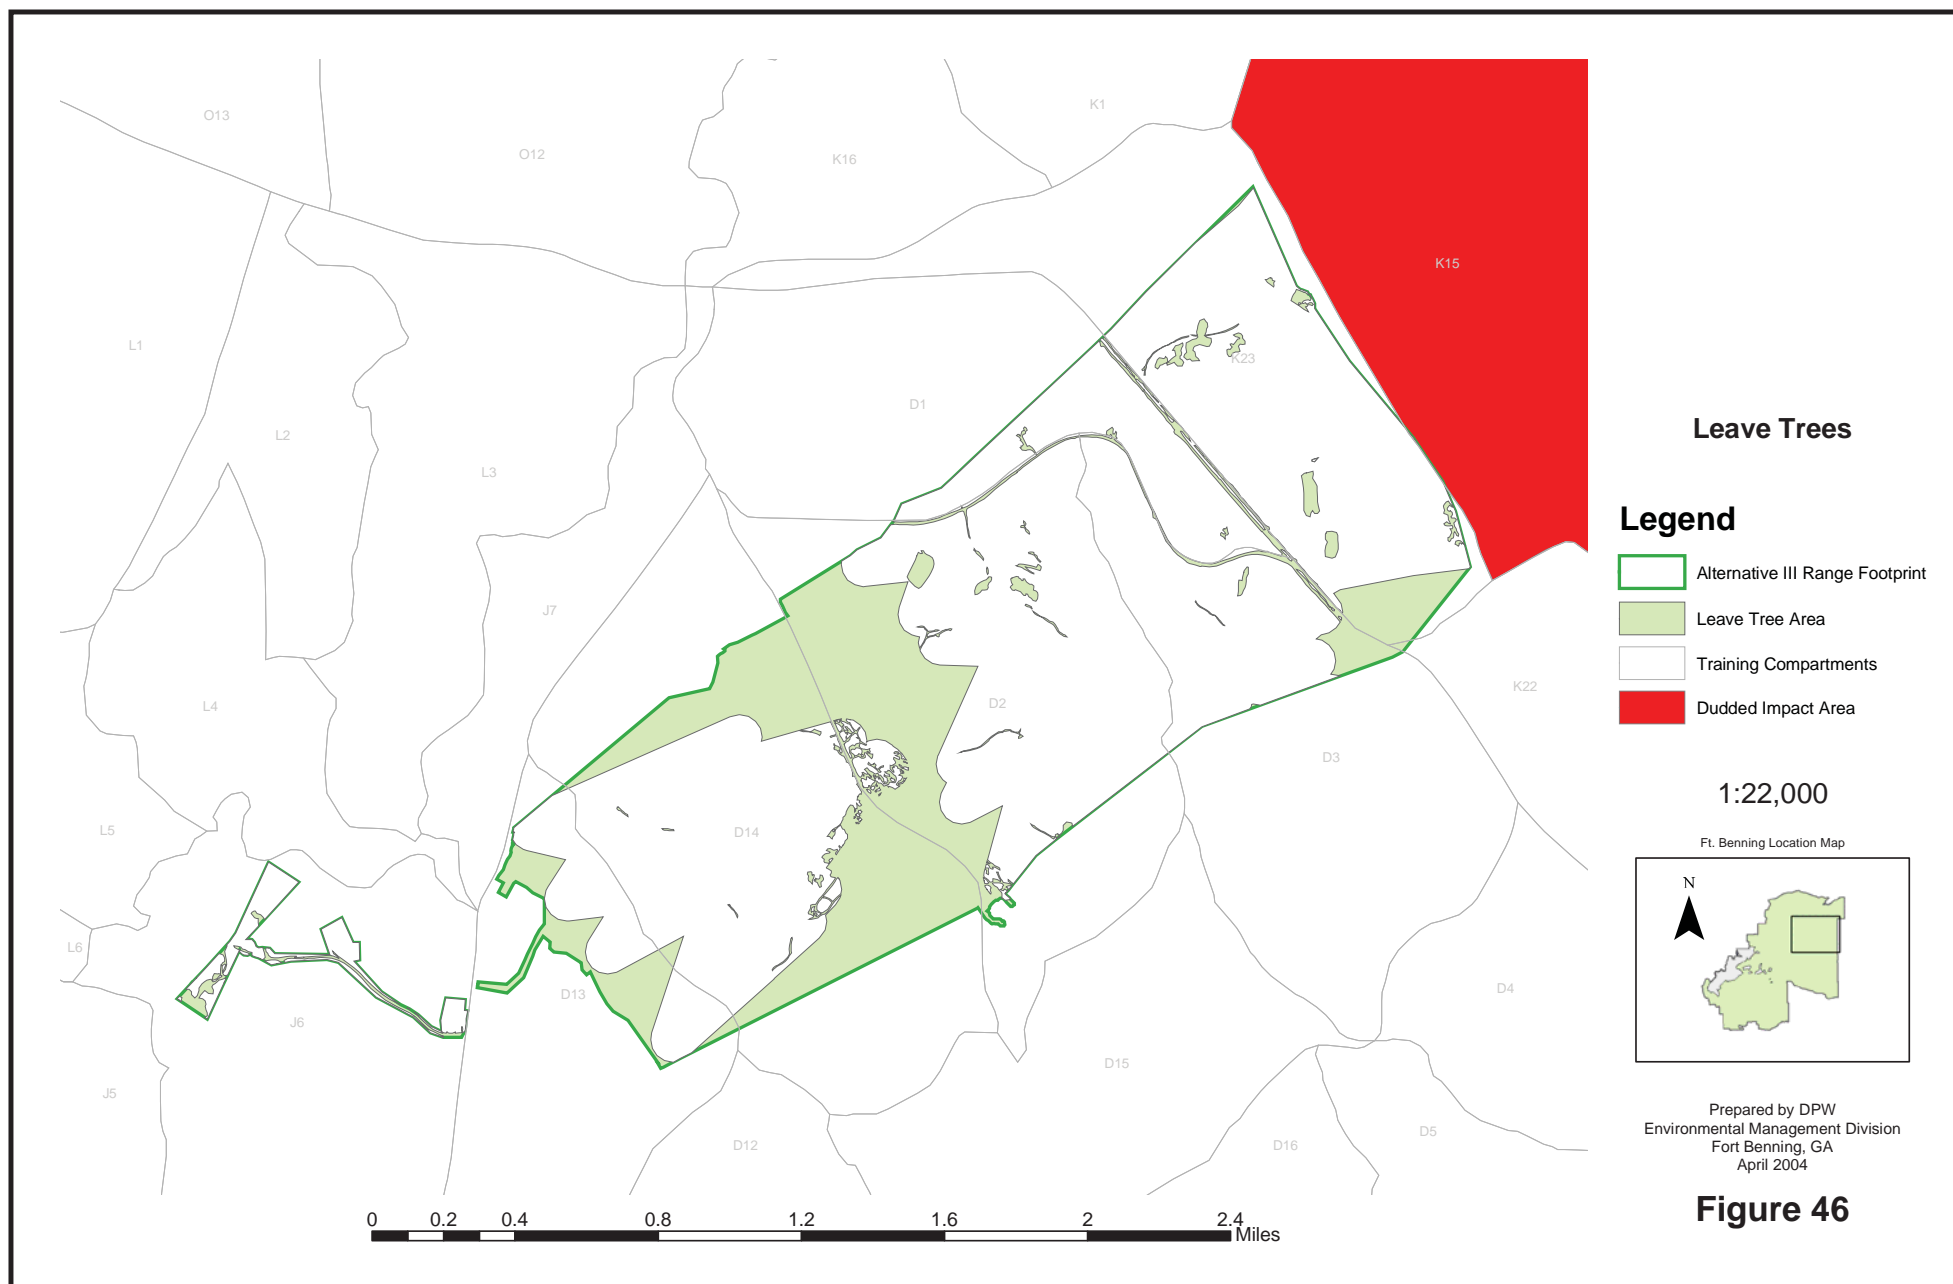 O13
O12
K16
K1
K15
L1
L2
L3
D1
K23
J7
L4
D2
K22
D3
L5
D14
L6
J6
D13
D4
J5
D12
D15
D16
D5
0
0.2
0.4
0.8
1.2
1.6
2
2.4
Miles
Leave Trees
Legend
Alternative III Range Footprint
Leave Tree Area
Training Compartments
Dudded Impact Area
1:22,000
Ft. Benning Location Map
N
Prepared by DPW
Environmental Management Division
Fort Benning, GA
April 2004
Figure 46